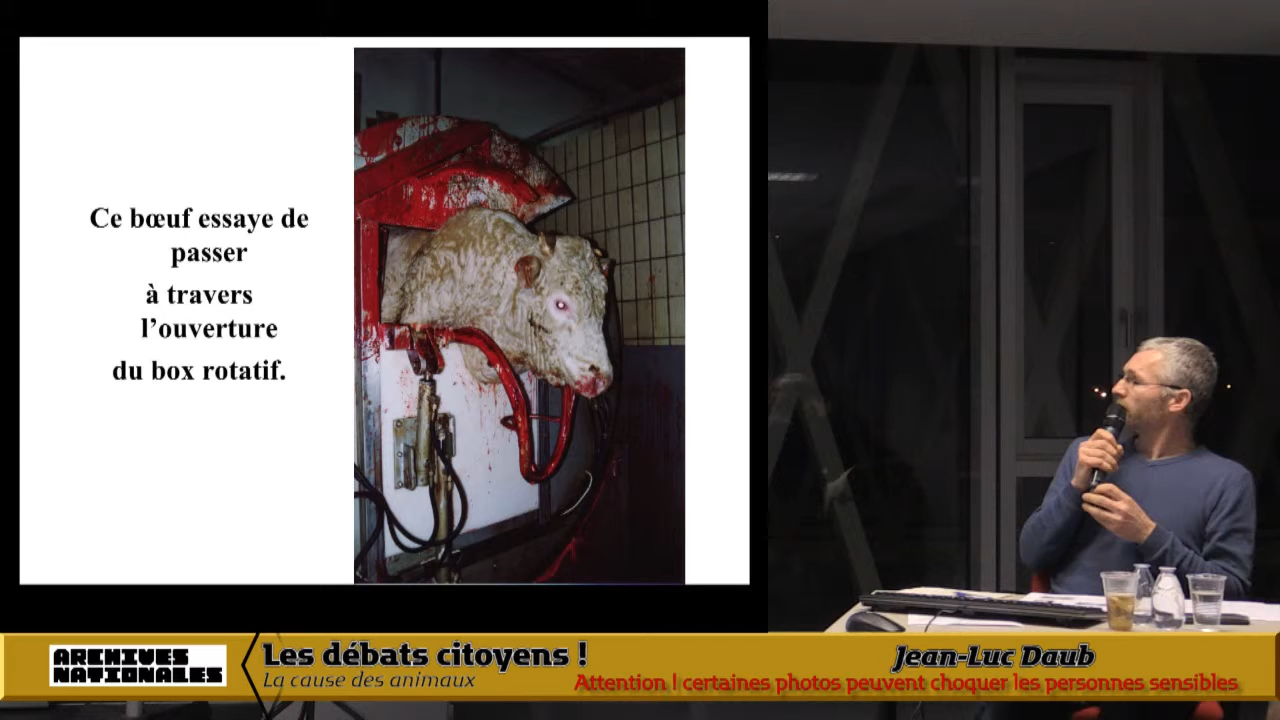 Ce bœuf essaye de
passer
à travers
l’ouverture
du box rotatif.
ARCHIVES
NATIONALES
Les débats citoyens !
La cause des animaux
Jean-Luc Daub
Attention ! certaines photos peuvent choquer les personnes sensibles